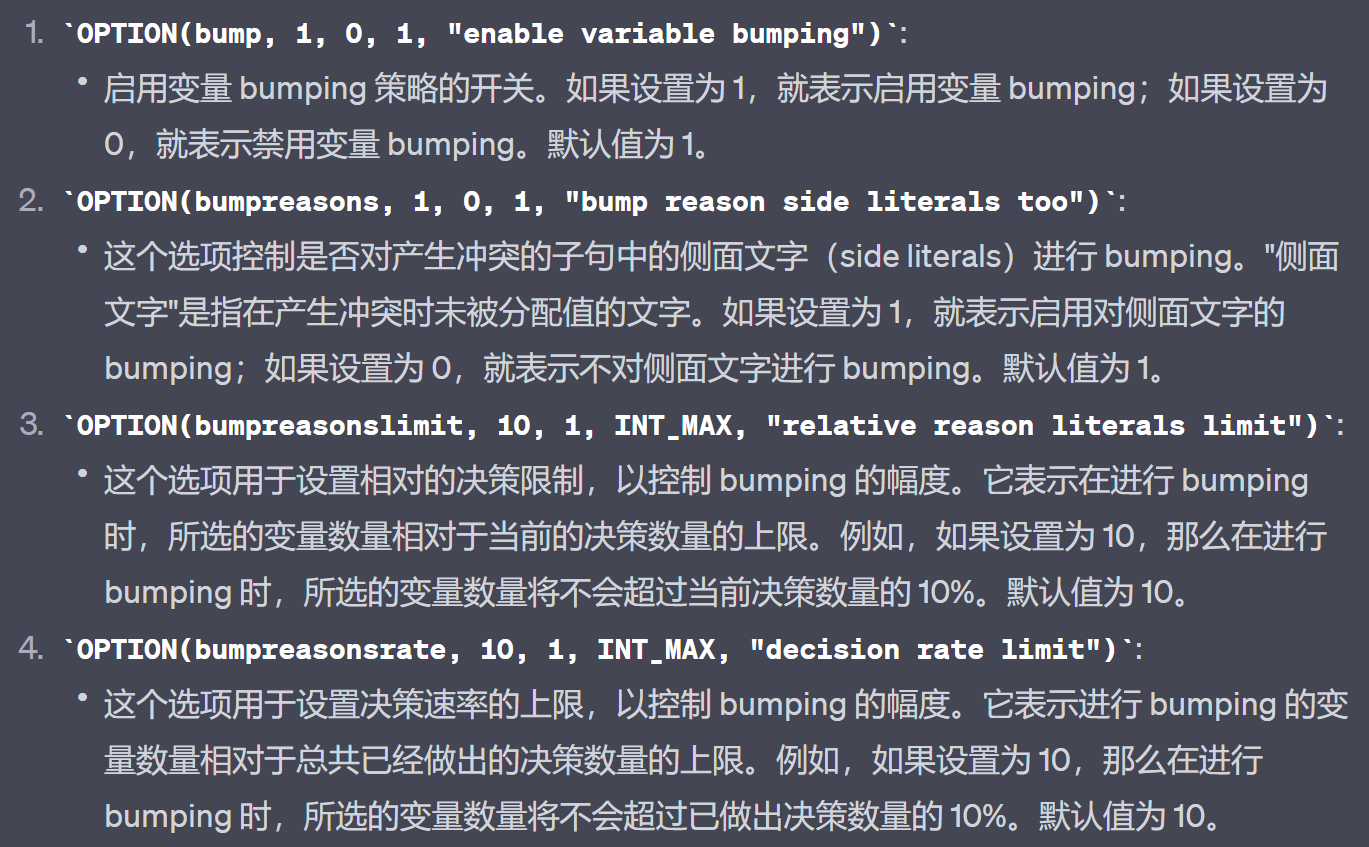 1. `OPTION(bump, 1, 0, 1, "enable variable bumping")`:
• 启用变量 bumping 策略的开关。如果设置为 1，就表示启用变量 bumping；如果设置为
0，就表示禁用变量 bumping。默认值为 1。
2. `OPTION(bumpreasons, 1, 0, 1, "bump reason side literals too")`:
• 这个选项控制是否对产生冲突的子句中的侧面文字（side literals）进行 bumping。"侧面
文字"是指在产生冲突时未被分配值的文字。如果设置为 1，就表示启用对侧面文字的
bumping；如果设置为 0，就表示不对侧面文字进行 bumping。默认值为 1。
3. `OPTION(bumpreasonslimit, 10, 1, INT_MAX, "relative reason literals limit")`:
• 这个选项用于设置相对的决策限制，以控制 bumping 的幅度。它表示在进行 bumping
时，所选的变量数量相对于当前的决策数量的上限。例如，如果设置为 10，那么在进行
bumping 时，所选的变量数量将不会超过当前决策数量的 10%。默认值为 10。
4. `OPTION(bumpreasonsrate, 10, 1, INT_MAX, "decision rate limit")`:
• 这个选项用于设置决策速率的上限，以控制 bumping 的幅度。它表示进行 bumping 的变
量数量相对于总共已经做出的决策数量的上限。例如，如果设置为 10，那么在进行
bumping 时，所选的变量数量将不会超过已做出决策数量的 10%。默认值为 10。